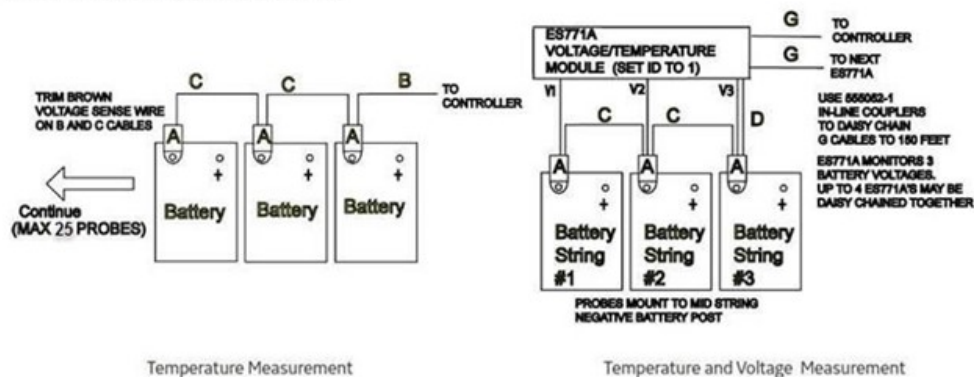 TRIM BROWN
VOLTAGE SENSE WIRE
ON B AND C CABLES
C
C
B
TO
CONTROLLER
A
A
A
+
+
+
Battery
Battery
Battery
Continue
(MAX 25 PROBES)
Temperature Measurement
ES771A
VOLTAGE/TEMPERATURE
MODULE (SET ID TO 1)
G
TO
CONTROLLER
G
TO NEXT
ES771A
V1
V2
V3
C
C
D
USE 558052-1
IN-LINE COUPLERS
TO DAISY CHAIN
G CABLES TO 150 FEET
ES771A MONITORS 3
BATTERY VOLTAGES.
UP TO 4 ES771A'S MAY BE
DAISY CHAINED TOGETHER
A
A
A
+
+
+
Battery
String
#1
Battery
String
#2
Battery
String
#3
PROBES MOUNT TO MID STRING
NEGATIVE BATTERY POST
Temperature and Voltage Measurement